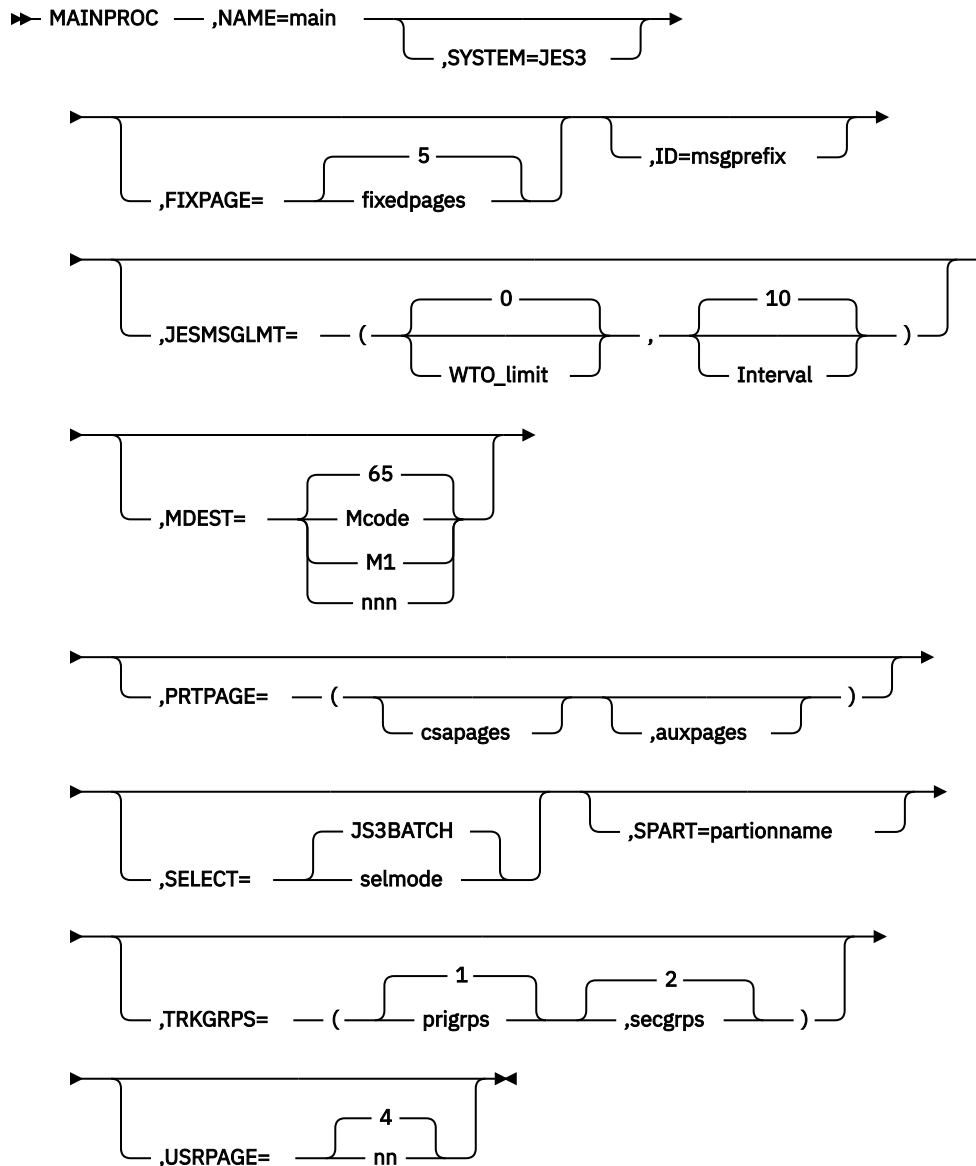 MAINPROC ,NAME=main
,SYSTEM=JES3
5
,FIXPAGE= fixedpages
,ID=msgprefix
0 10
,JESMSGLMT= ( , )
WTO_limit Interval
65
,MDEST= Mcode
M1
nnn
,PRTPAGE= ( )
csapages ,auxpages
JS3BATCH
,SELECT= selmode
,SPART=partionname
1 2
,TRKGRPS= ( prigrps ,secgrps )
4
,USRPAGE= nn